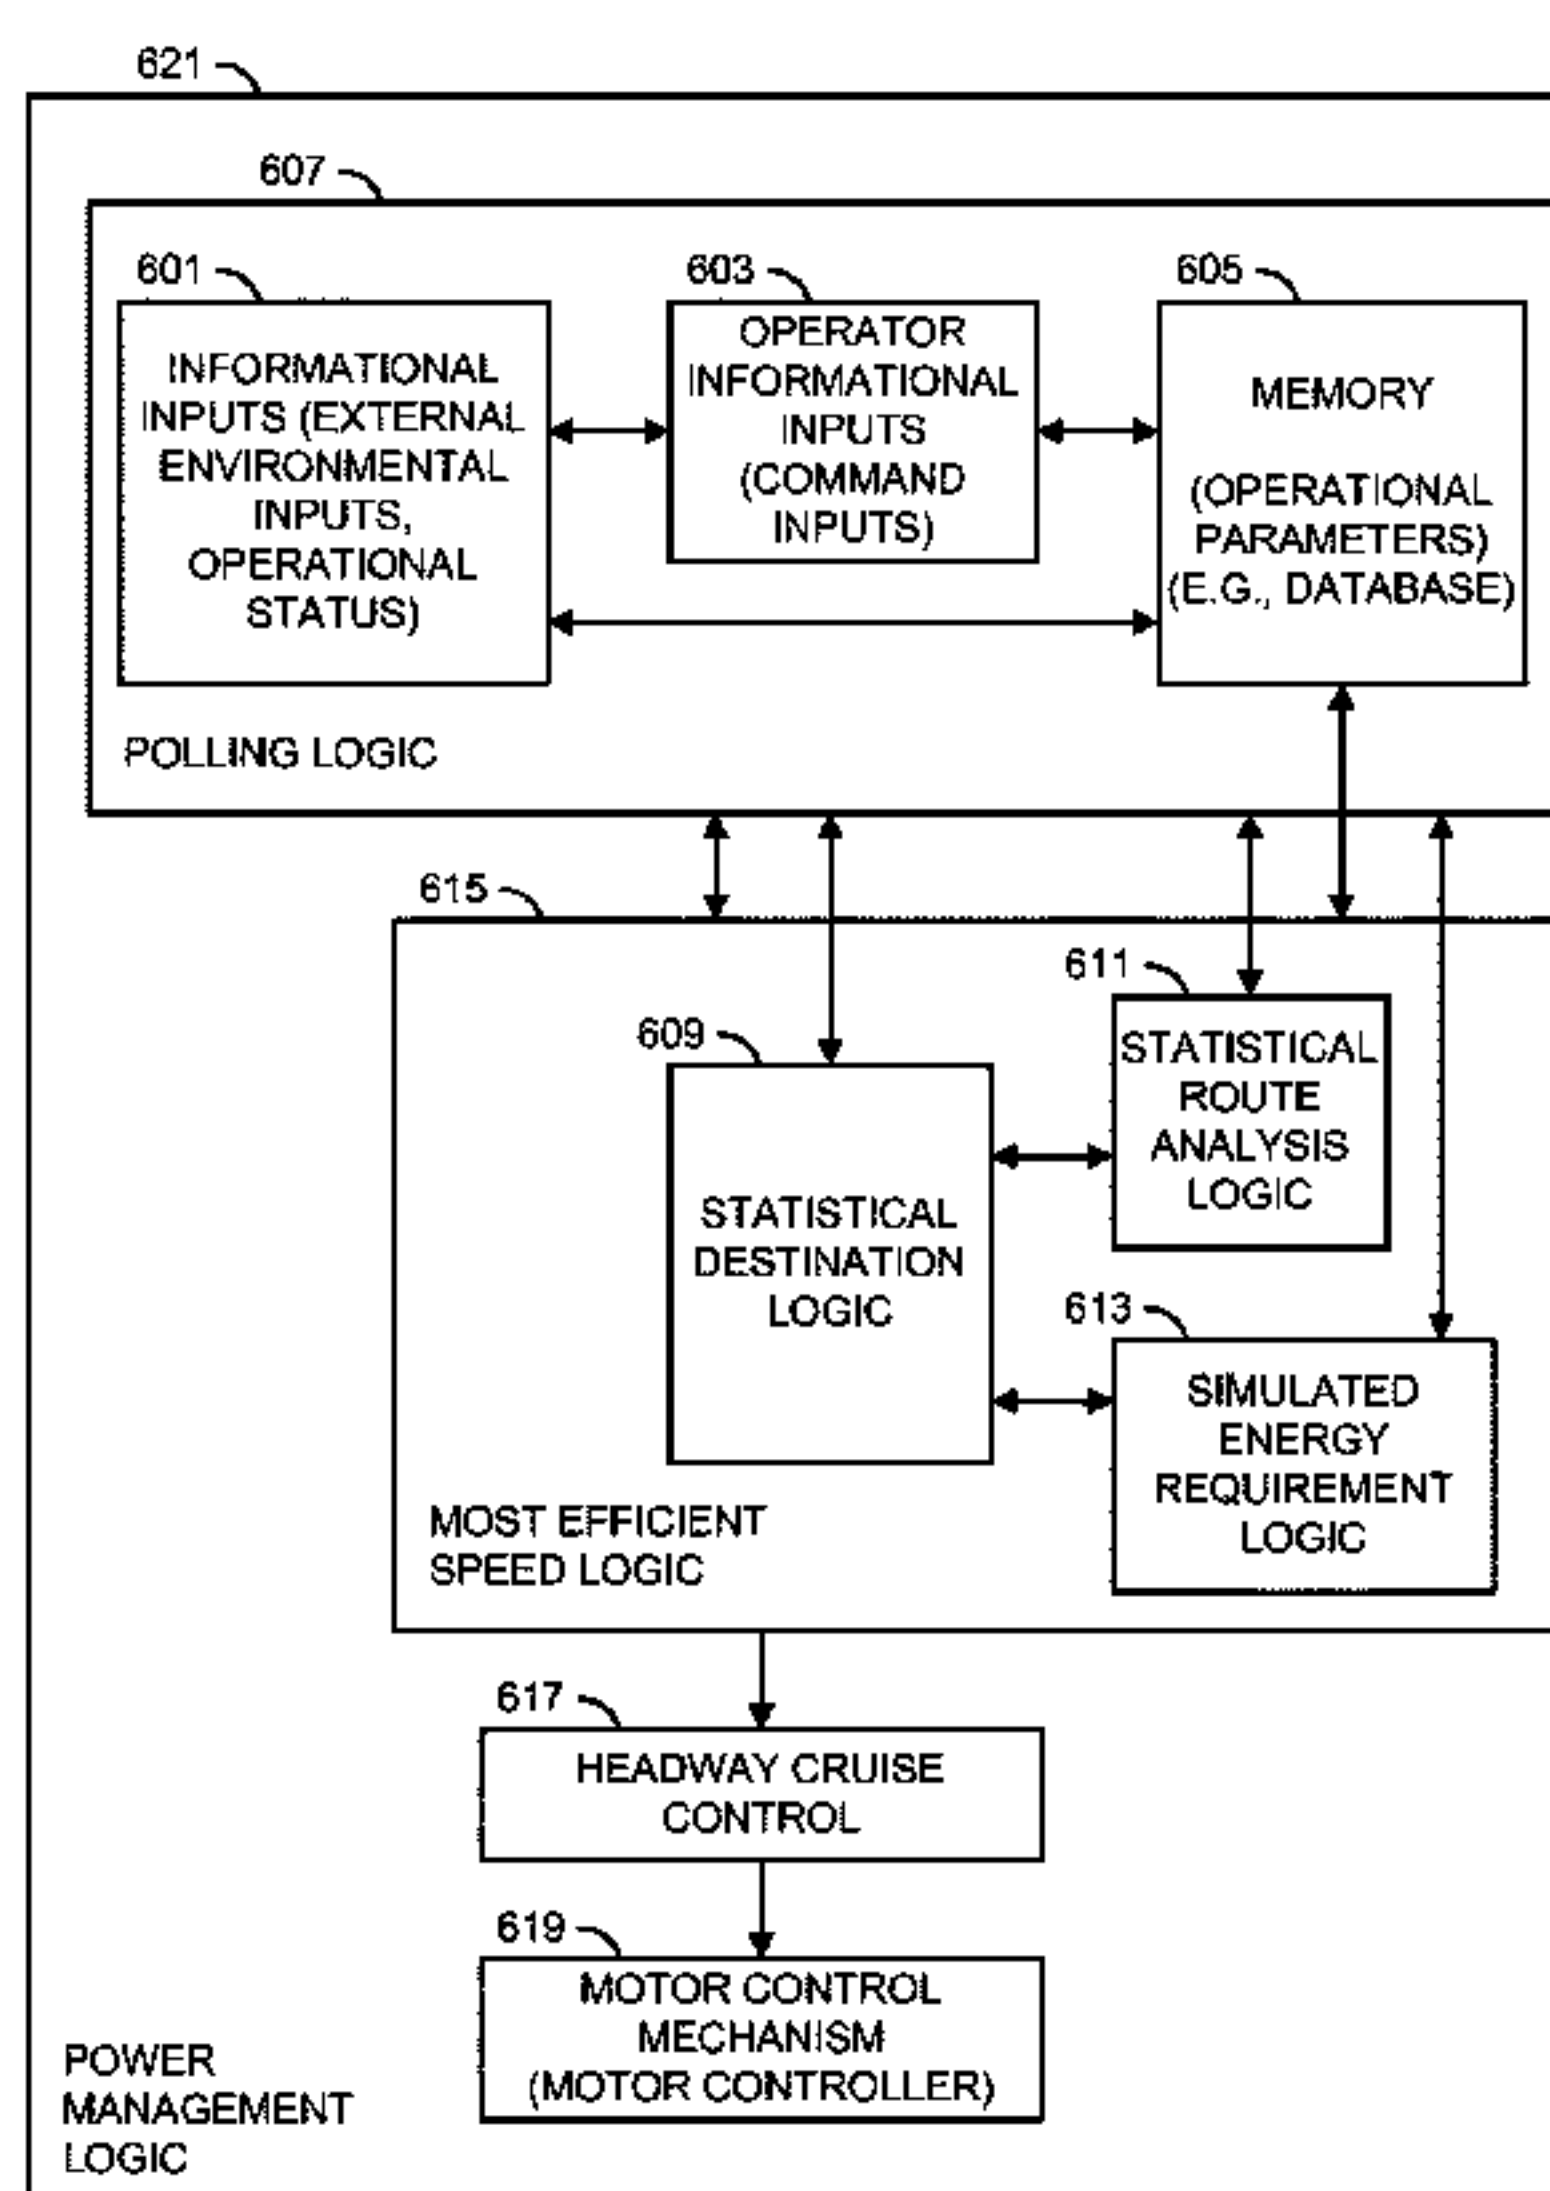 621
607
601
603
605
INFORMATIONAL
INPUTS (EXTERNAL
ENVIRONMENTAL
INPUTS,
OPERATIONAL
STATUS)
OPERATOR
INFORMATIONAL
INPUTS
(COMMAND
INPUTS)
MEMORY
(OPERATIONAL
PARAMETERS)
(E.G., DATABASE)
POLLING LOGIC
615
611
609
STATISTICAL
ROUTE
ANALYSIS
LOGIC
STATISTICAL
DESTINATION
LOGIC
613
SIMULATED
ENERGY
REQUIREMENT
LOGIC
MOST EFFICIENT
SPEED LOGIC
617
HEADWAY CRUISE
CONTROL
619
MOTOR CONTROL
MECHANISM
(MOTOR CONTROLLER)
POWER
MANAGEMENT
LOGIC